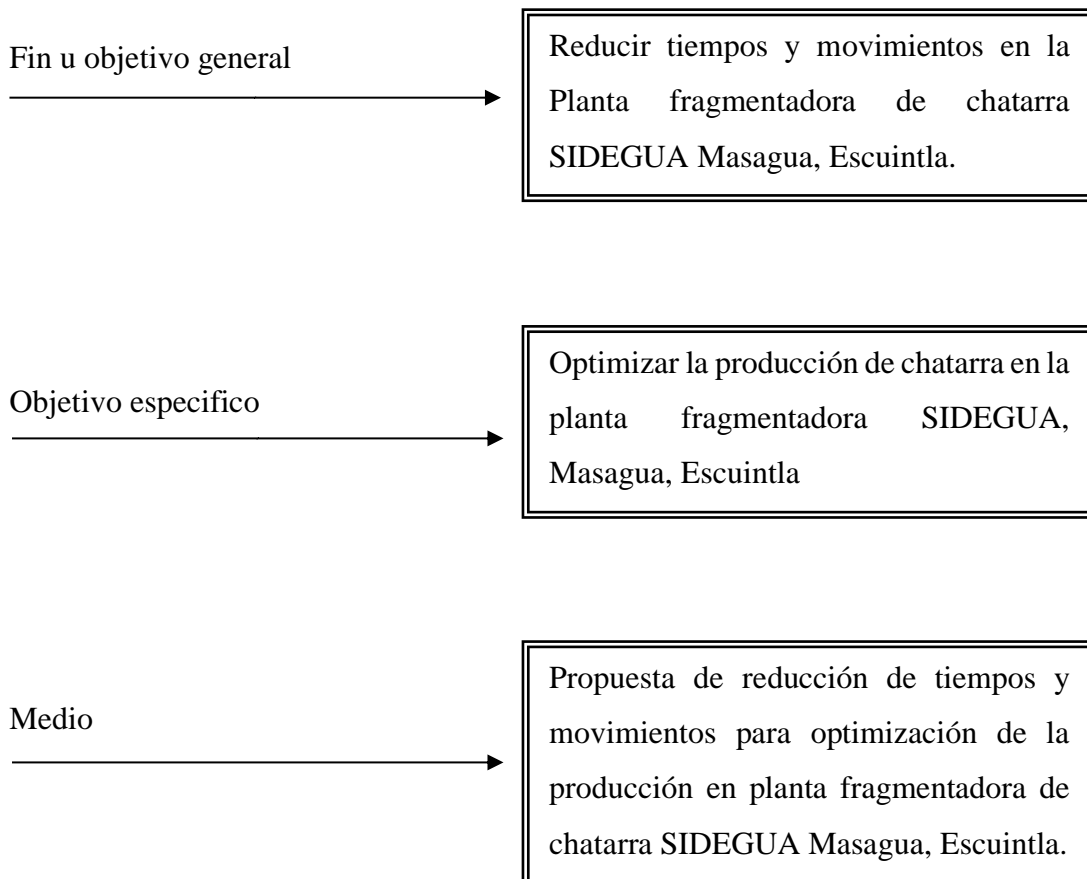 Fin u objetivo general
Reducir tiempos y movimientos en la
Planta fragmentadora de chatarra
SIDEGUA Masagua, Escuintla.
Objetivo especifico
Optimizar la producción de chatarra en la
planta fragmentadora SIDEGUA,
Masagua, Escuintla
Medio
Propuesta de reducción de tiempos y
movimientos para optimización de la
producción en planta fragmentadora de
chatarra SIDEGUA Masagua, Escuintla.